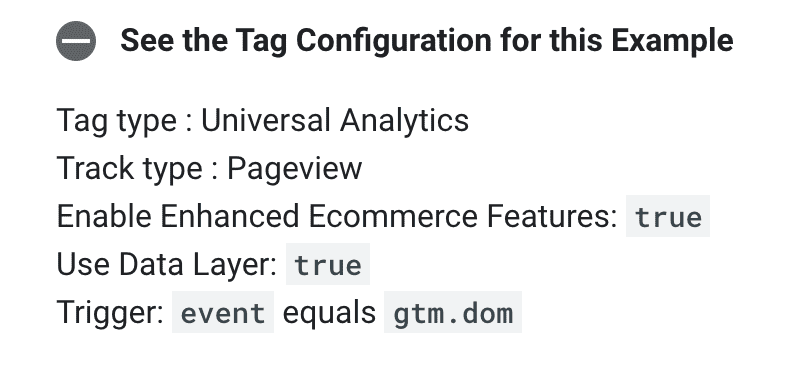 See the Tag Configuration for this Example
Tag type : Universal Analytics
Track type : Pageview
Enable Enhanced Ecommerce Features: true
Use Data Layer: true
Trigger: event equals gtm.dom